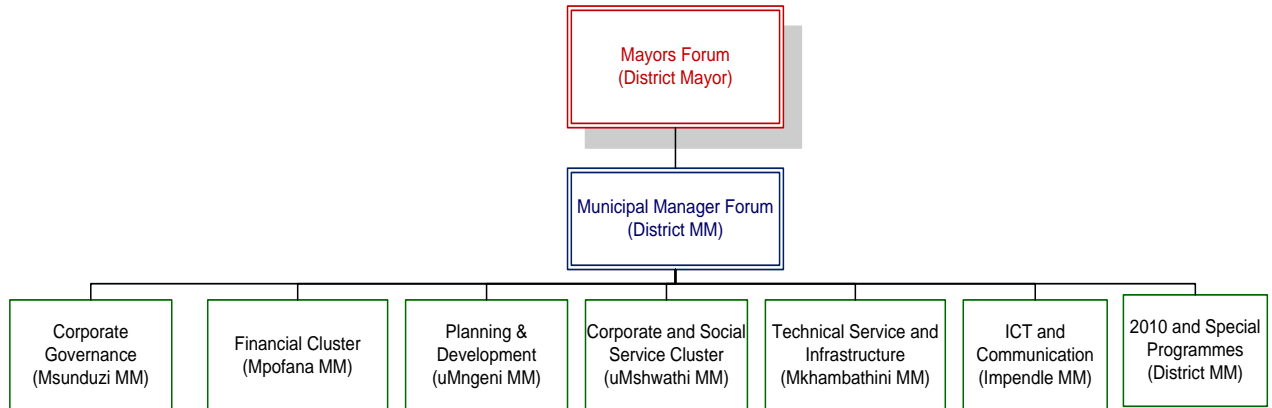 Mayors Forum
(District Mayor)
Municipal Manager Forum
(District MM)
Corporate
Governance
(Msunduzi MM)
Financial Cluster
(Mpofana MM)
Planning &
Development
(uMngeni MM)
Corporate and Social
Service Cluster
(uMshwathi MM)
Technical Service and
Infrastructure
(Mkhambathini MM)
ICT and
Communication
(Impendle MM)
2010 and Special
Programmes
(District MM)